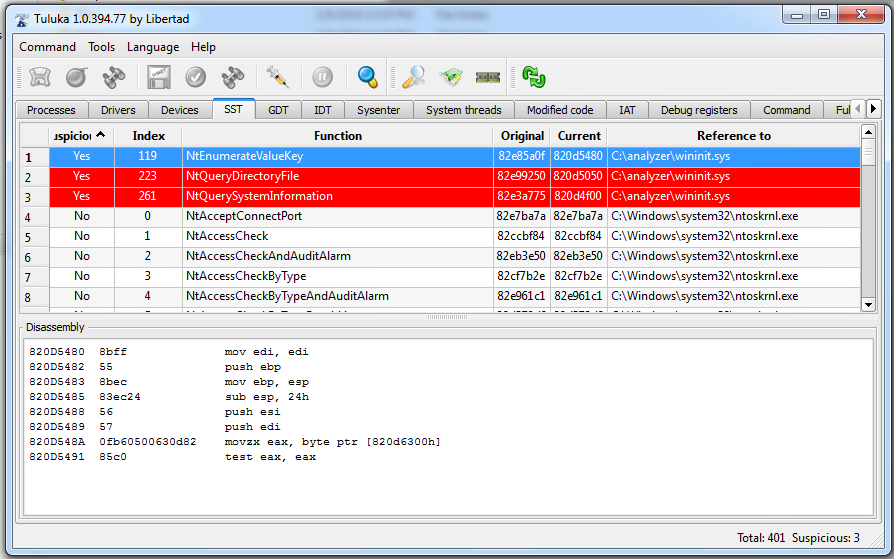 Tuluka 1.0.394.77 by Libertad
Command Tools Language Help
Processes Drivers Devices SST GDT IDT Sysenter System threads Modified code IAT Debug registers Command Ful
uspiciou Index Function Original Current Reference to
1 Yes 119 NtEnumerateValueKey 82e85a0f 820d5480 C:\analyzer\wininit.sys
2 Yes 223 NtQueryDirectoryFile 82e99250 820d5050 C:\analyzer\wininit.sys
3 Yes 261 NtQuerySystemInformation 82e3a775 820d4f00 C:\analyzer\wininit.sys
4 No 0 NtAcceptConnectPort 82e7ba7a 82e7ba7a C:\Windows\system32\ntoskrnl.exe
5 No 1 NtAccessCheck 82ccbf84 82ccbf84 C:\Windows\system32\ntoskrnl.exe
6 No 2 NtAccessCheckAndAuditAlarm 82eb3e50 82eb3e50 C:\Windows\system32\ntoskrnl.exe
7 No 3 NtAccessCheckByType 82cf7b2e 82cf7b2e C:\Windows\system32\ntoskrnl.exe
8 No 4 NtAccessCheckByTypeAndAuditAlarm 82e961c1 82e961c1 C:\Windows\system32\ntoskrnl.exe
Disassembly
820D5480 8bff mov edi, edi
820D5482 55 push ebp
820D5483 8bec mov ebp, esp
820D5485 83ec24 sub esp, 24h
820D5488 56 push esi
820D5489 57 push edi
820D548A 0fb60500630d82 movzx eax, byte ptr [820d6300h]
820D5491 85c0 test eax, eax
Total: 401 Suspicious: 3